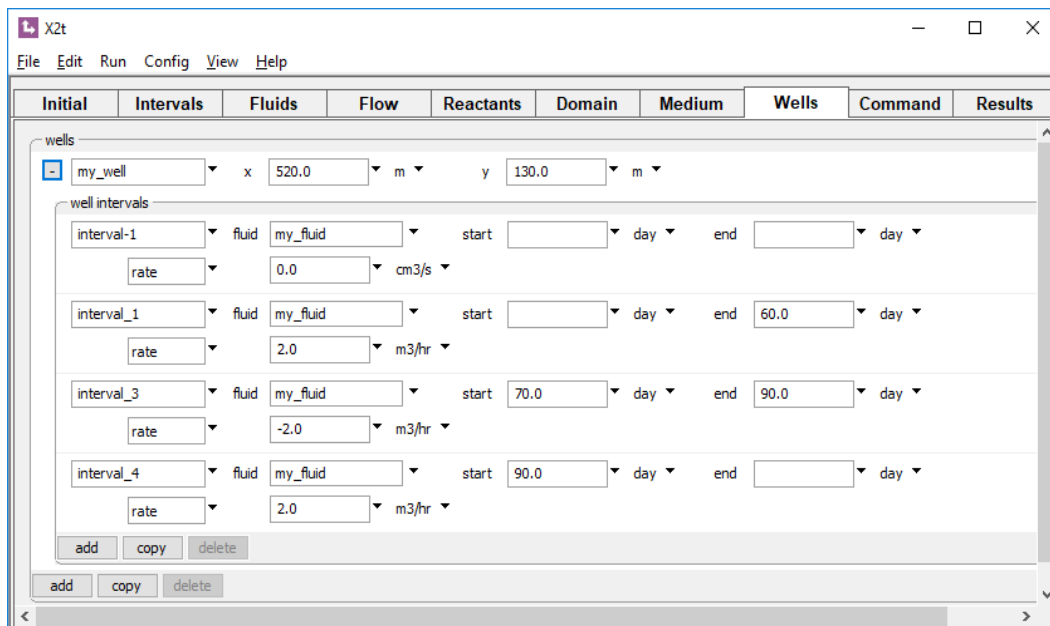 X2t
File Edit Run Config View Help
Initial Intervals Fluids Flow Reactants Domain Medium Wells Command Results
wells
- my_well x 520.0 m y 130.0 m
well intervals
interval-1 fluid my_fluid start day end day
rate 0.0 cm3/s
interval_1 fluid my_fluid start day end 60.0 day
rate 2.0 m3/hr
interval_3 fluid my_fluid start 70.0 day end 90.0 day
rate -2.0 m3/hr
interval_4 fluid my_fluid start 90.0 day end day
rate 2.0 m3/hr
add copy delete
add copy delete